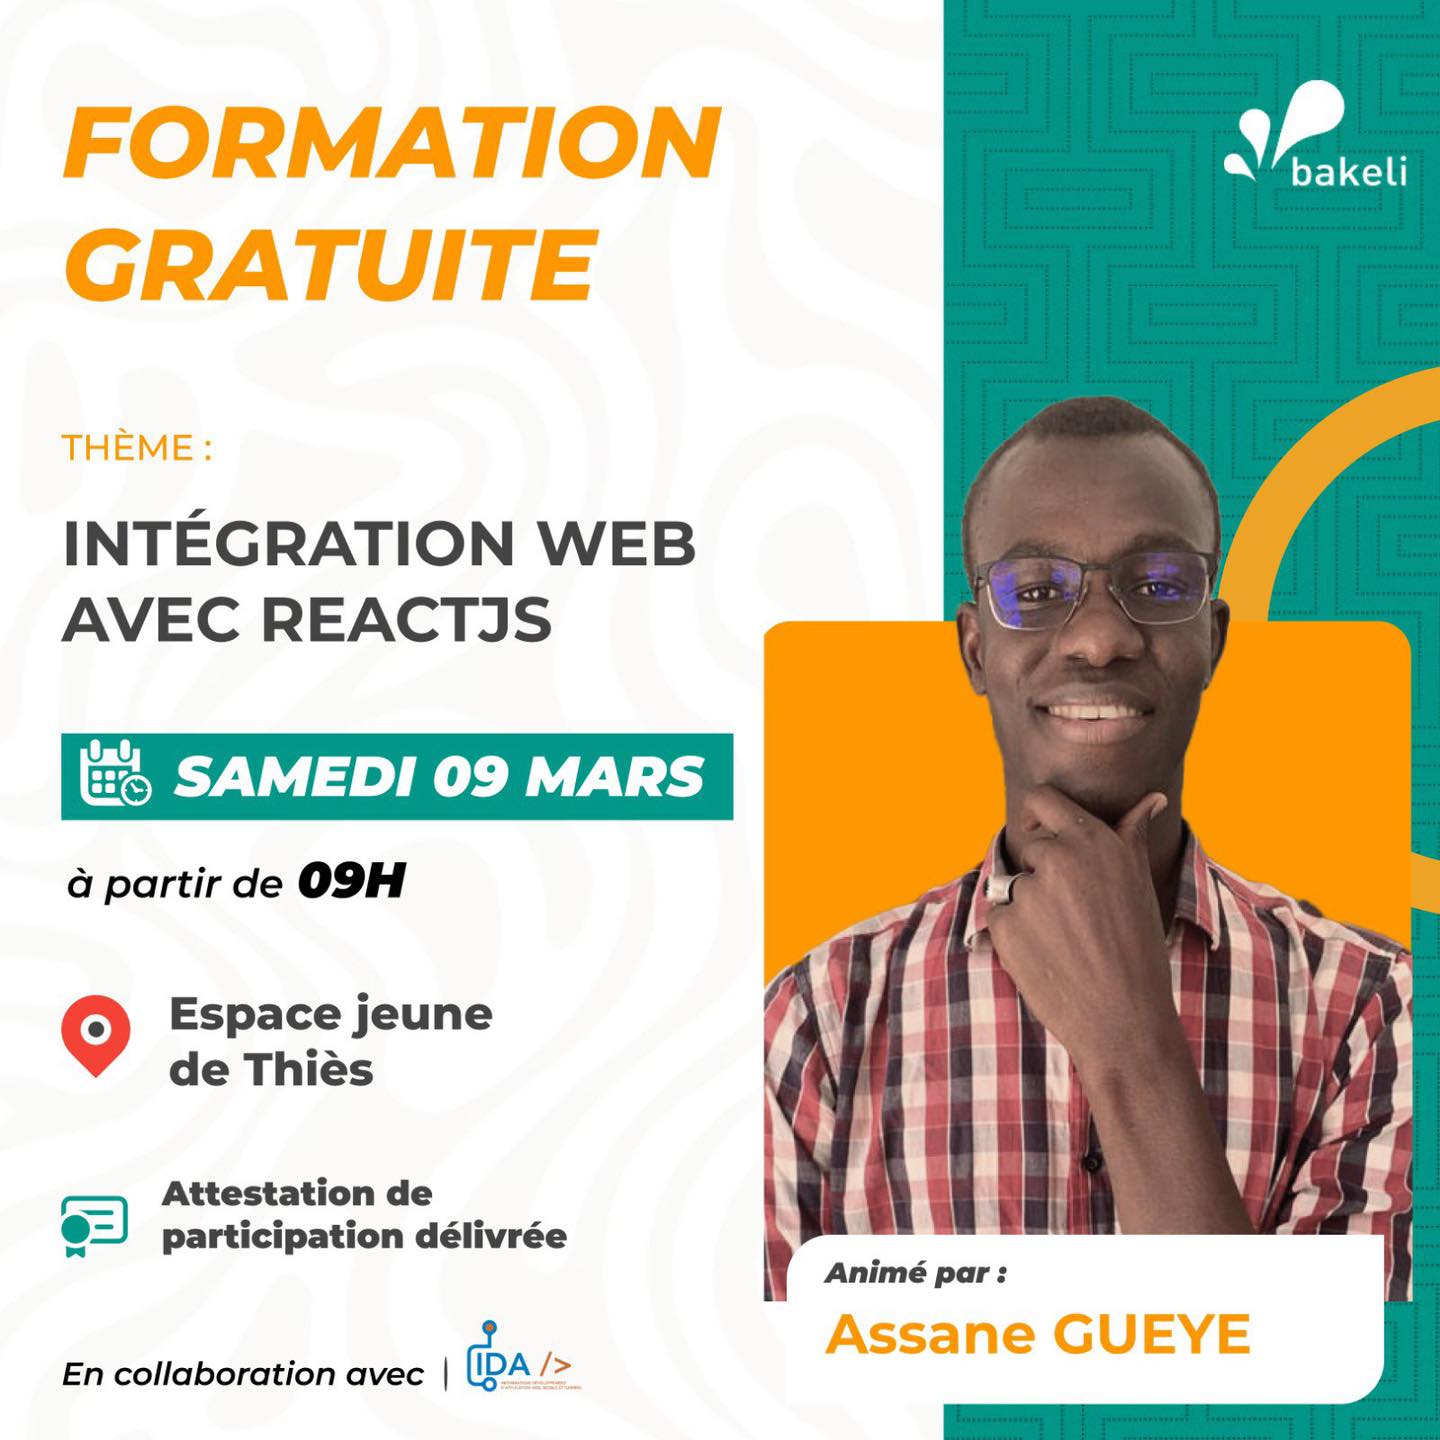 FORMATION
GRATUITE
bakeli
THÈME :
INTÉGRATION WEB
AVEC REACTJS
SAMEDI 09 MARS
à partir de 09H
Espace jeune
de Thiès
Attestation de
participation délivrée
Animé par :
Assane GUEYE
En collaboration avec |
IDA />